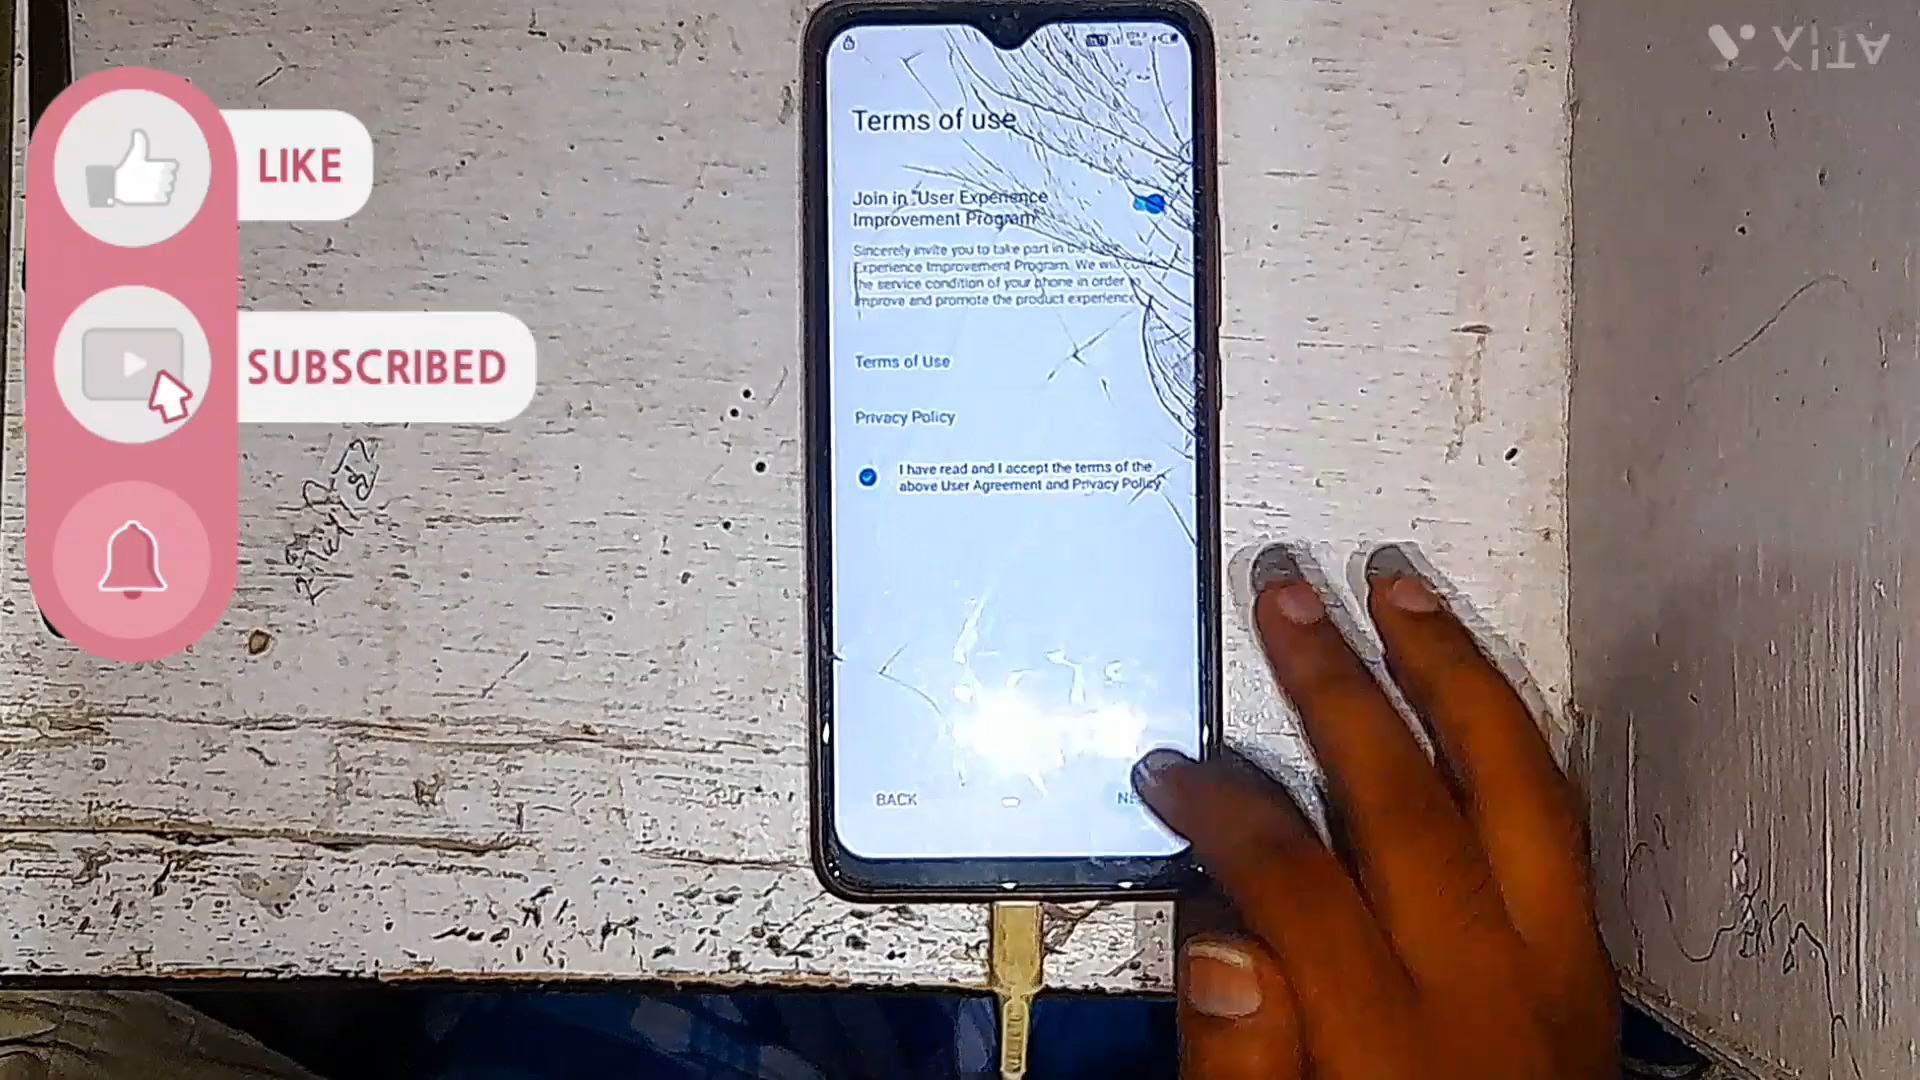 VITA
LIKE
SUBSCRIBED
Terms of use
Join in "User Experience
Improvement Program"
Sincerely invite you to take part in the User
Experience Improvement Program. We will
the service condition of your phone in order to
improve and promote the product experience
Terms of Use
Privacy Policy
I have read and I accept the terms of the
above User Agreement and Privacy Policy
BACK